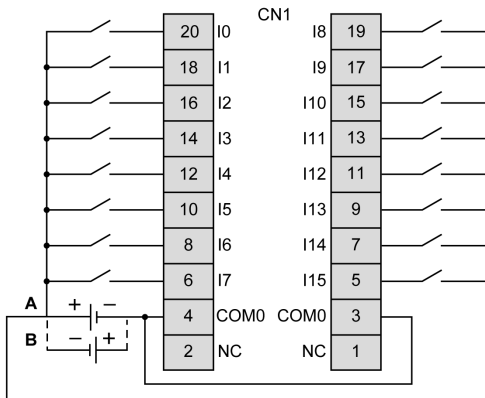 CN1
20 I0 I8 19
18 I1 I9 17
16 I2 I10 15
14 I3 I11 13
12 I4 I12 11
10 I5 I13 9
8 I6 I14 7
6 I7 I15 5
A + − 4 COM0 COM0 3
B − + 2 NC NC 1